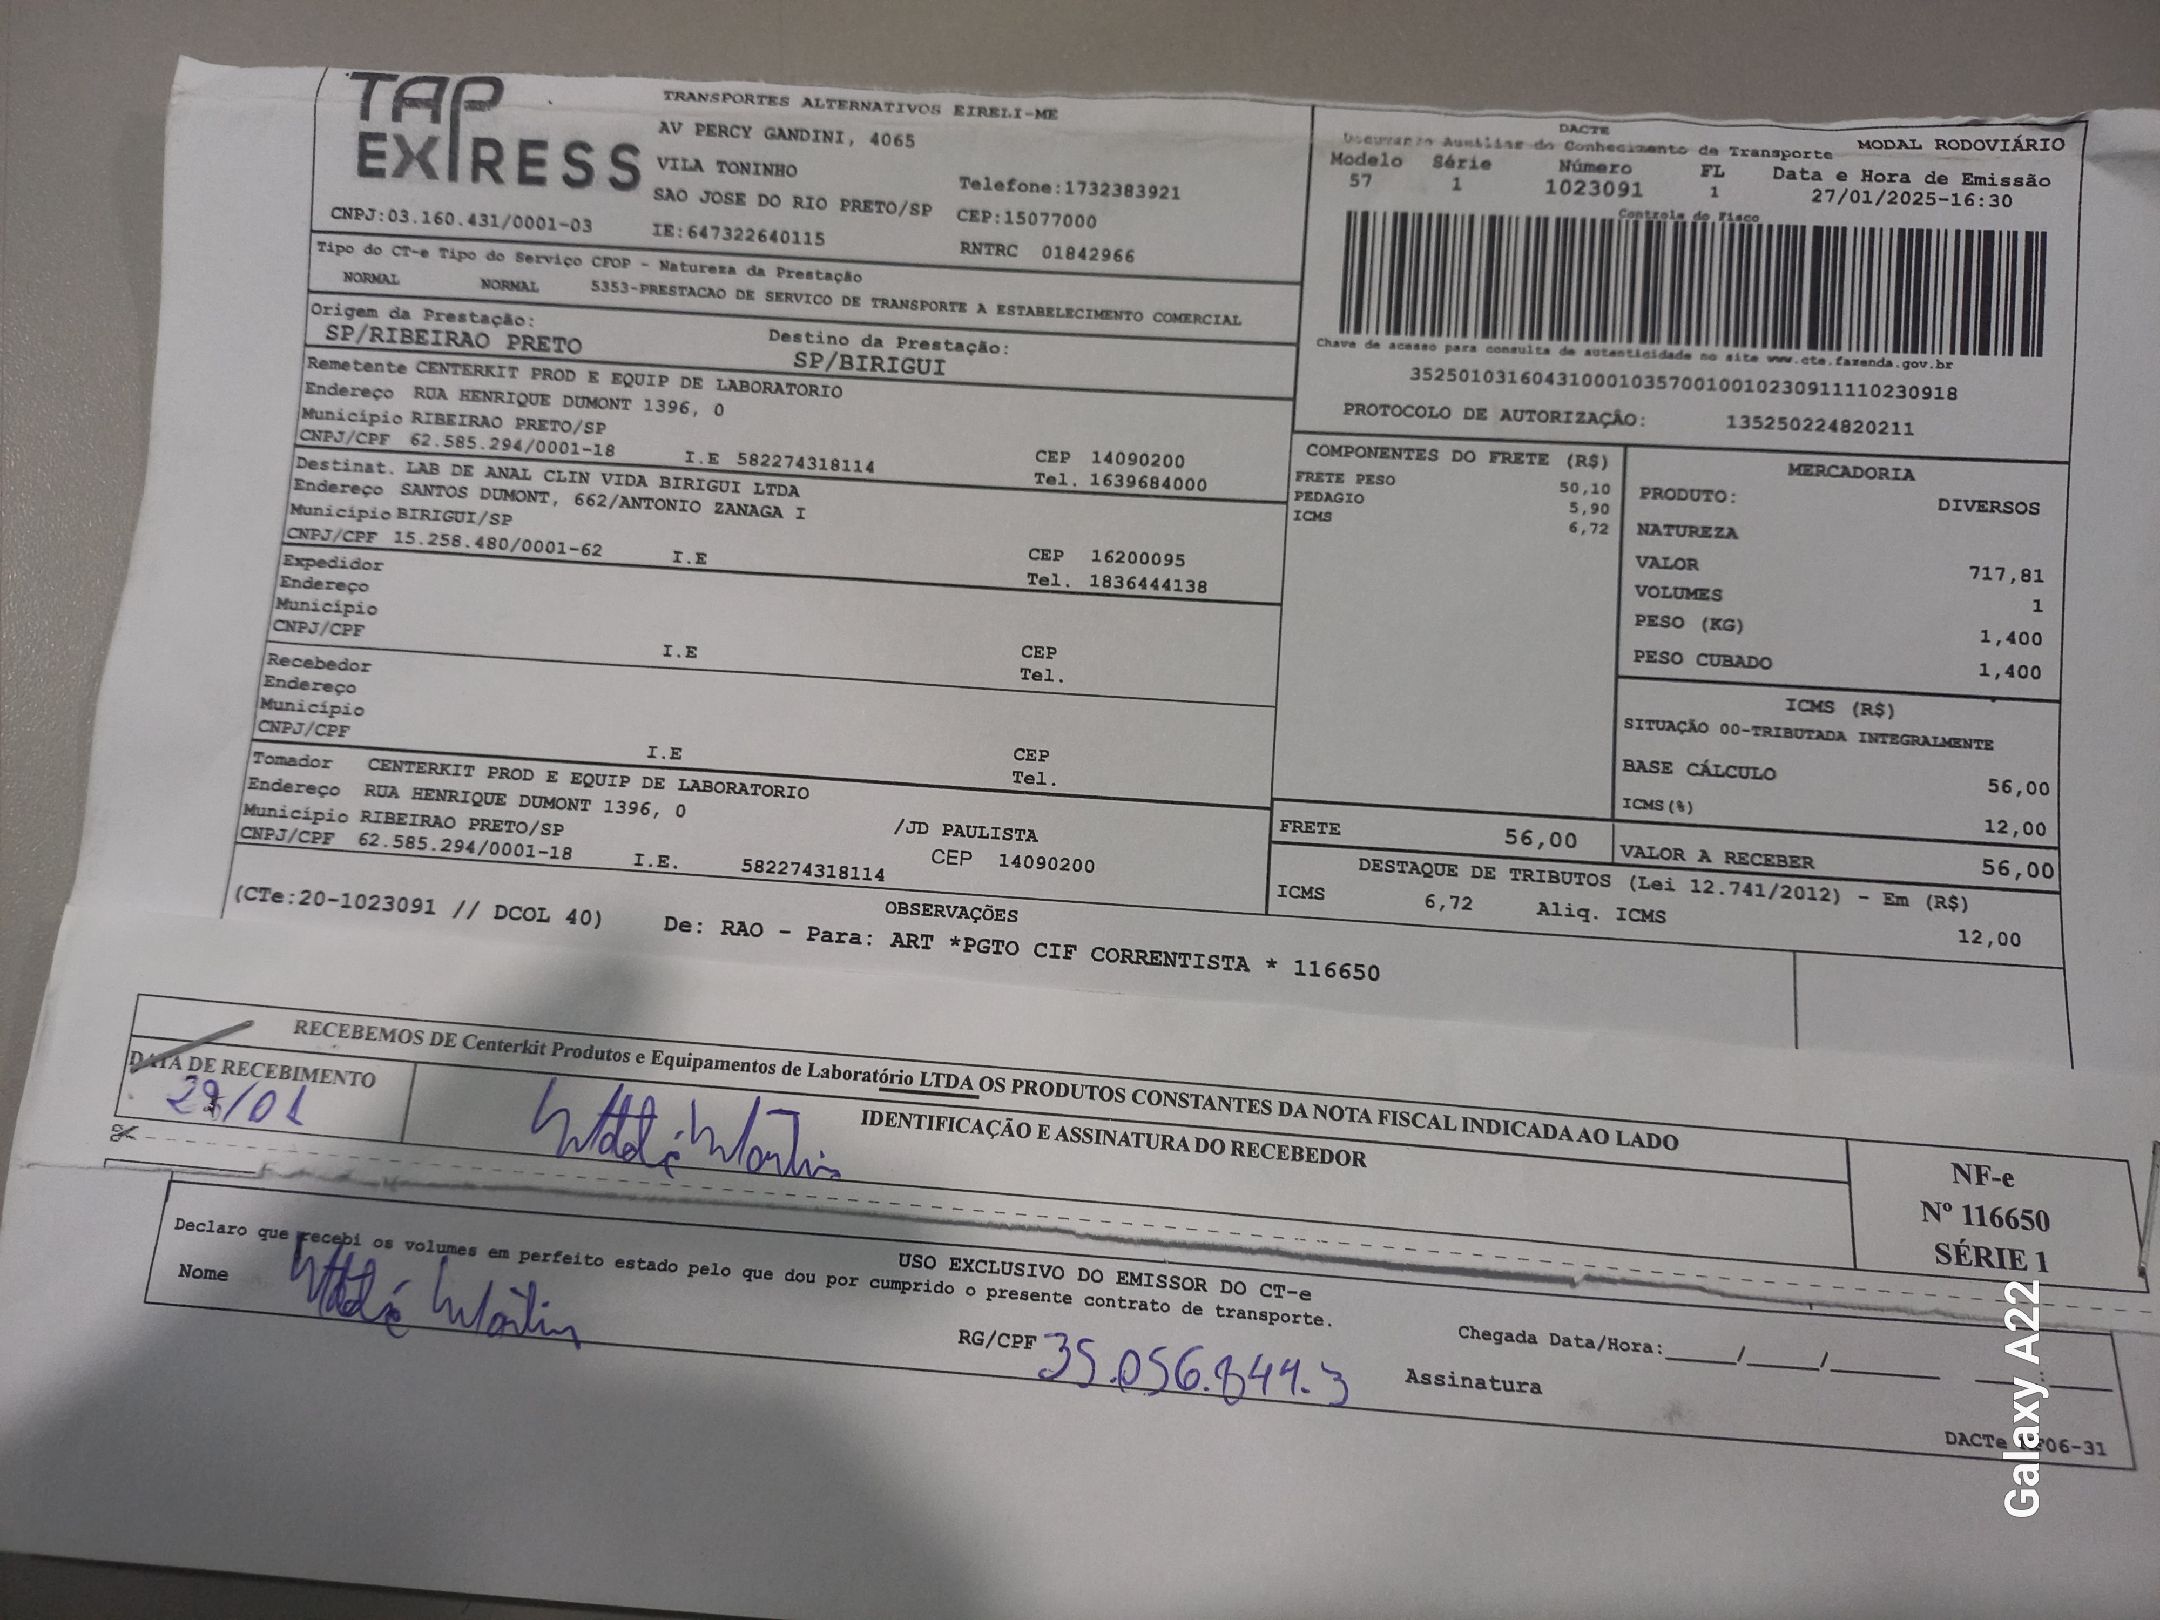 TAP
EXPRESS
TRANSPORTES ALTERNATIVOS EIRELI-ME
AV PERCY GANDINI, 4065
VILA TONINHO
SAO JOSE DO RIO PRETO/SP
Telefone:1732383921
CEP:15077000
CNPJ:03.160.431/0001-03
IE:647322640115
RNTRC 01842966
DACTE
Documento Auxiliar do Conhecimento de Transporte
MODAL RODOVIÁRIO
Modelo Série Número FL Data e Hora de Emissão
57 1 1023091 1 27/01/2025-16:30
Controle do Fisco
Chave de acesso para consulta de autenticidade no site www.cte.fazenda.gov.br
35250103160431000103570010010230911110230918
PROTOCOLO DE AUTORIZAÇÃO: 135250224820211
Tipo do CT-e Tipo do Serviço CFOP - Natureza da Prestação
NORMAL NORMAL 5353-PRESTACAO DE SERVICO DE TRANSPORTE A ESTABELECIMENTO COMERCIAL
Origem da Prestação: Destino da Prestação:
SP/RIBEIRAO PRETO SP/BIRIGUI
Remetente CENTERKIT PROD E EQUIP DE LABORATORIO
Endereço RUA HENRIQUE DUMONT 1396, 0
Município RIBEIRAO PRETO/SP CEP 14090200
CNPJ/CPF 62.585.294/0001-18 I.E 582274318114 Tel. 1639684000
Destinat. LAB DE ANAL CLIN VIDA BIRIGUI LTDA
Endereço SANTOS DUMONT, 662/ANTONIO ZANAGA I
Município BIRIGUI/SP CEP 16200095
CNPJ/CPF 15.258.480/0001-62 I.E Tel. 1836444138
Expedidor
Endereço
Município CEP
CNPJ/CPF I.E Tel.
Recebedor
Endereço
Município CEP
CNPJ/CPF I.E Tel.
Tomador CENTERKIT PROD E EQUIP DE LABORATORIO
Endereço RUA HENRIQUE DUMONT 1396, 0 /JD PAULISTA
Município RIBEIRAO PRETO/SP CEP 14090200
CNPJ/CPF 62.585.294/0001-18 I.E. 582274318114
COMPONENTES DO FRETE (R$)
FRETE PESO 50,10
PEDAGIO 5,90
ICMS 6,72
MERCADORIA
PRODUTO: DIVERSOS
NATUREZA
VALOR 717,81
VOLUMES 1
PESO (KG) 1,400
PESO CUBADO 1,400
ICMS (R$)
SITUAÇÃO 00-TRIBUTADA INTEGRALMENTE
BASE CÁLCULO 56,00
ICMS(%) 12,00
FRETE 56,00 VALOR A RECEBER 56,00
DESTAQUE DE TRIBUTOS (Lei 12.741/2012) - Em (R$)
ICMS 6,72 Aliq. ICMS 12,00
OBSERVAÇÕES
(CTe:20-1023091 // DCOL 40) De: RAO - Para: ART *PGTO CIF CORRENTISTA * 116650
RECEBEMOS DE Centerkit Produtos e Equipamentos de Laboratório LTDA OS PRODUTOS CONSTANTES DA NOTA FISCAL INDICADA AO LADO
DATA DE RECEBIMENTO
IDENTIFICAÇÃO E ASSINATURA DO RECEBEDOR
/01
NF-e
Nº 116650
SÉRIE 1
USO EXCLUSIVO DO EMISSOR DO CT-e
Declaro que recebi os volumes em perfeito estado pelo que dou por cumprido o presente contrato de transporte.
Nome
RG/CPF 35.056.844.3
Chegada Data/Hora:_____/_____/_______ ___:____
Assinatura
DACTe 06-31
Galaxy A22